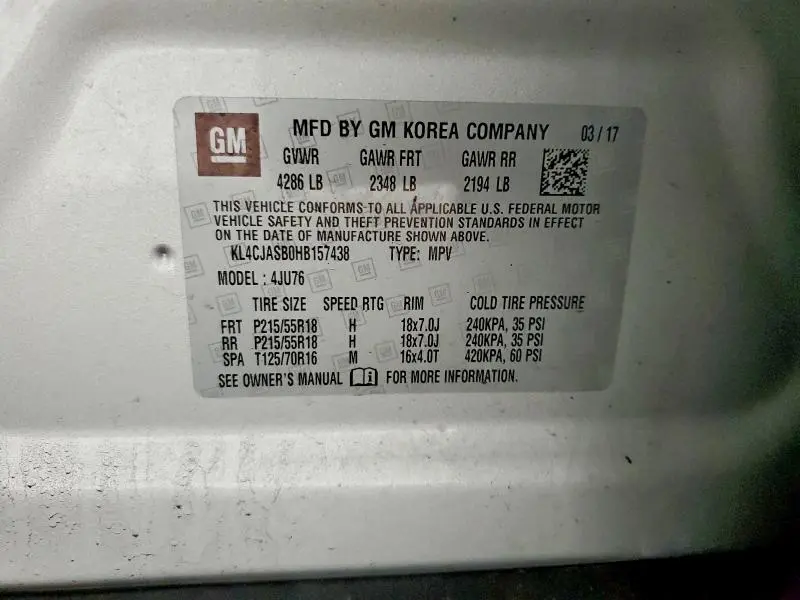 GM MFD BY GM KOREA COMPANY 03/17
GVWR GAWR FRT GAWR RR
4286 LB 2348 LB 2194 LB
THIS VEHICLE CONFORMS TO ALL APPLICABLE U.S. FEDERAL MOTOR
VEHICLE SAFETY AND THEFT PREVENTION STANDARDS IN EFFECT
ON THE DATE OF MANUFACTURE SHOWN ABOVE.
KL4CJASB0HB157438 TYPE: MPV
MODEL: 4JU76
TIRE SIZE SPEED RTG RIM COLD TIRE PRESSURE
FRT P215/55R18 H 18x7.0J 240KPA, 35 PSI
RR P215/55R18 H 18x7.0J 240KPA, 35 PSI
SPA T125/70R16 M 16x4.0T 420KPA, 60 PSI
SEE OWNER'S MANUAL FOR MORE INFORMATION.